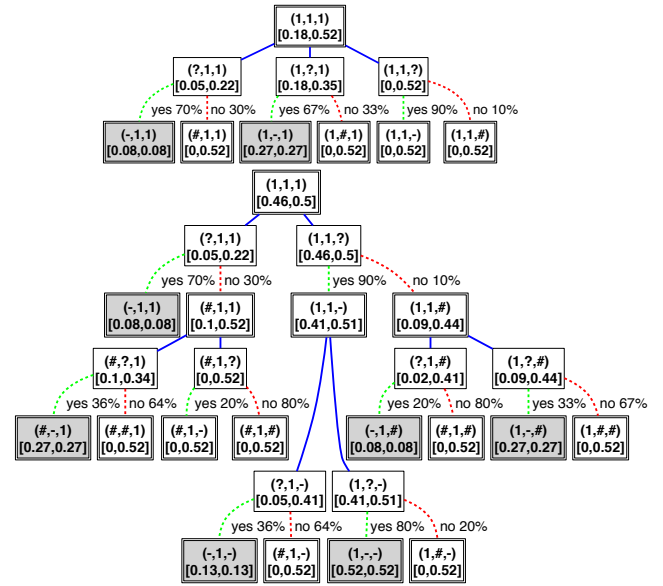 (1,1,1)
[0.18,0.52]
(?,1,1) (1,?,1) (1,1,?)
[0.05,0.22] [0.18,0.35] [0,0.52]
yes 70% no 30% yes 67% no 33% yes 90% no 10%
(-,1,1) (#,1,1) (1,-,1) (1,#,1) (1,1,-) (1,1,#)
[0.08,0.08] [0,0.52] [0.27,0.27] [0,0.52] [0,0.52] [0,0.52]
(1,1,1)
[0.46,0.5]
(?,1,1) (1,1,?)
[0.05,0.22] [0.46,0.5]
yes 70% no 30% yes 90% no 10%
(-,1,1) (#,1,1) (1,1,-) (1,1,#)
[0.08,0.08] [0.1,0.52] [0.41,0.51] [0.09,0.44]
(#,?,1) (#,1,?) (?,1,#) (1,?,#)
[0.1,0.34] [0,0.52] [0.02,0.41] [0.09,0.44]
yes 36% no 64% yes 20% no 80% yes 20% no 80% yes 33% no 67%
(#,-,1) (#,#,1) (#,1,-) (#,1,#) (-,1,#) (#,1,#) (1,-,#) (1,#,#)
[0.27,0.27] [0,0.52] [0,0.52] [0,0.52] [0.08,0.08] [0,0.52] [0.27,0.27] [0,0.52]
(?,1,-) (1,?,-)
[0.05,0.41] [0.41,0.51]
yes 36% no 64% yes 80% no 20%
(-,1,-) (#,1,-) (1,-,-) (1,#,-)
[0.13,0.13] [0,0.52] [0.52,0.52] [0,0.52]